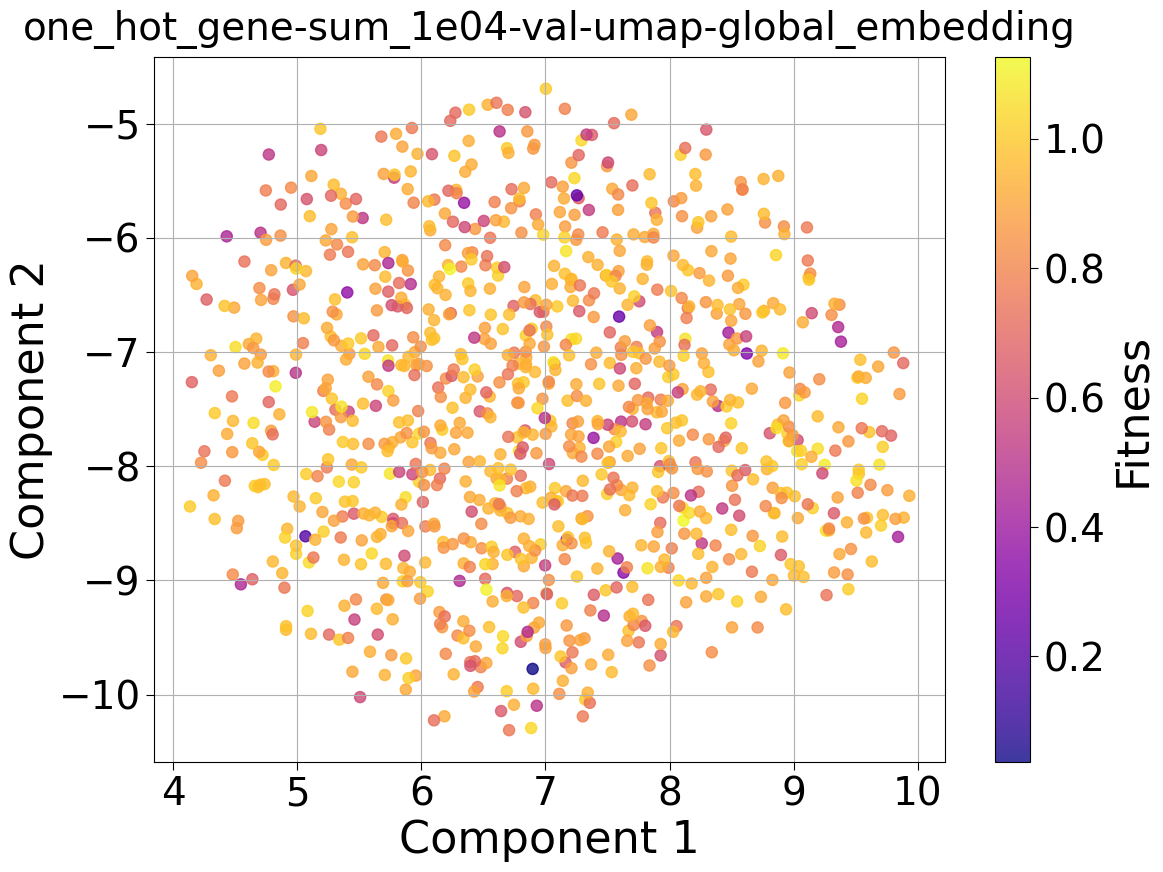 one_hot_gene-sum_1e04-val-umap-global_embedding
−5
−6
−7
−8
−9
−10
Component 2
4 5 6 7 8 9 10
Component 1
1.0
0.8
0.6
0.4
0.2
Fitness